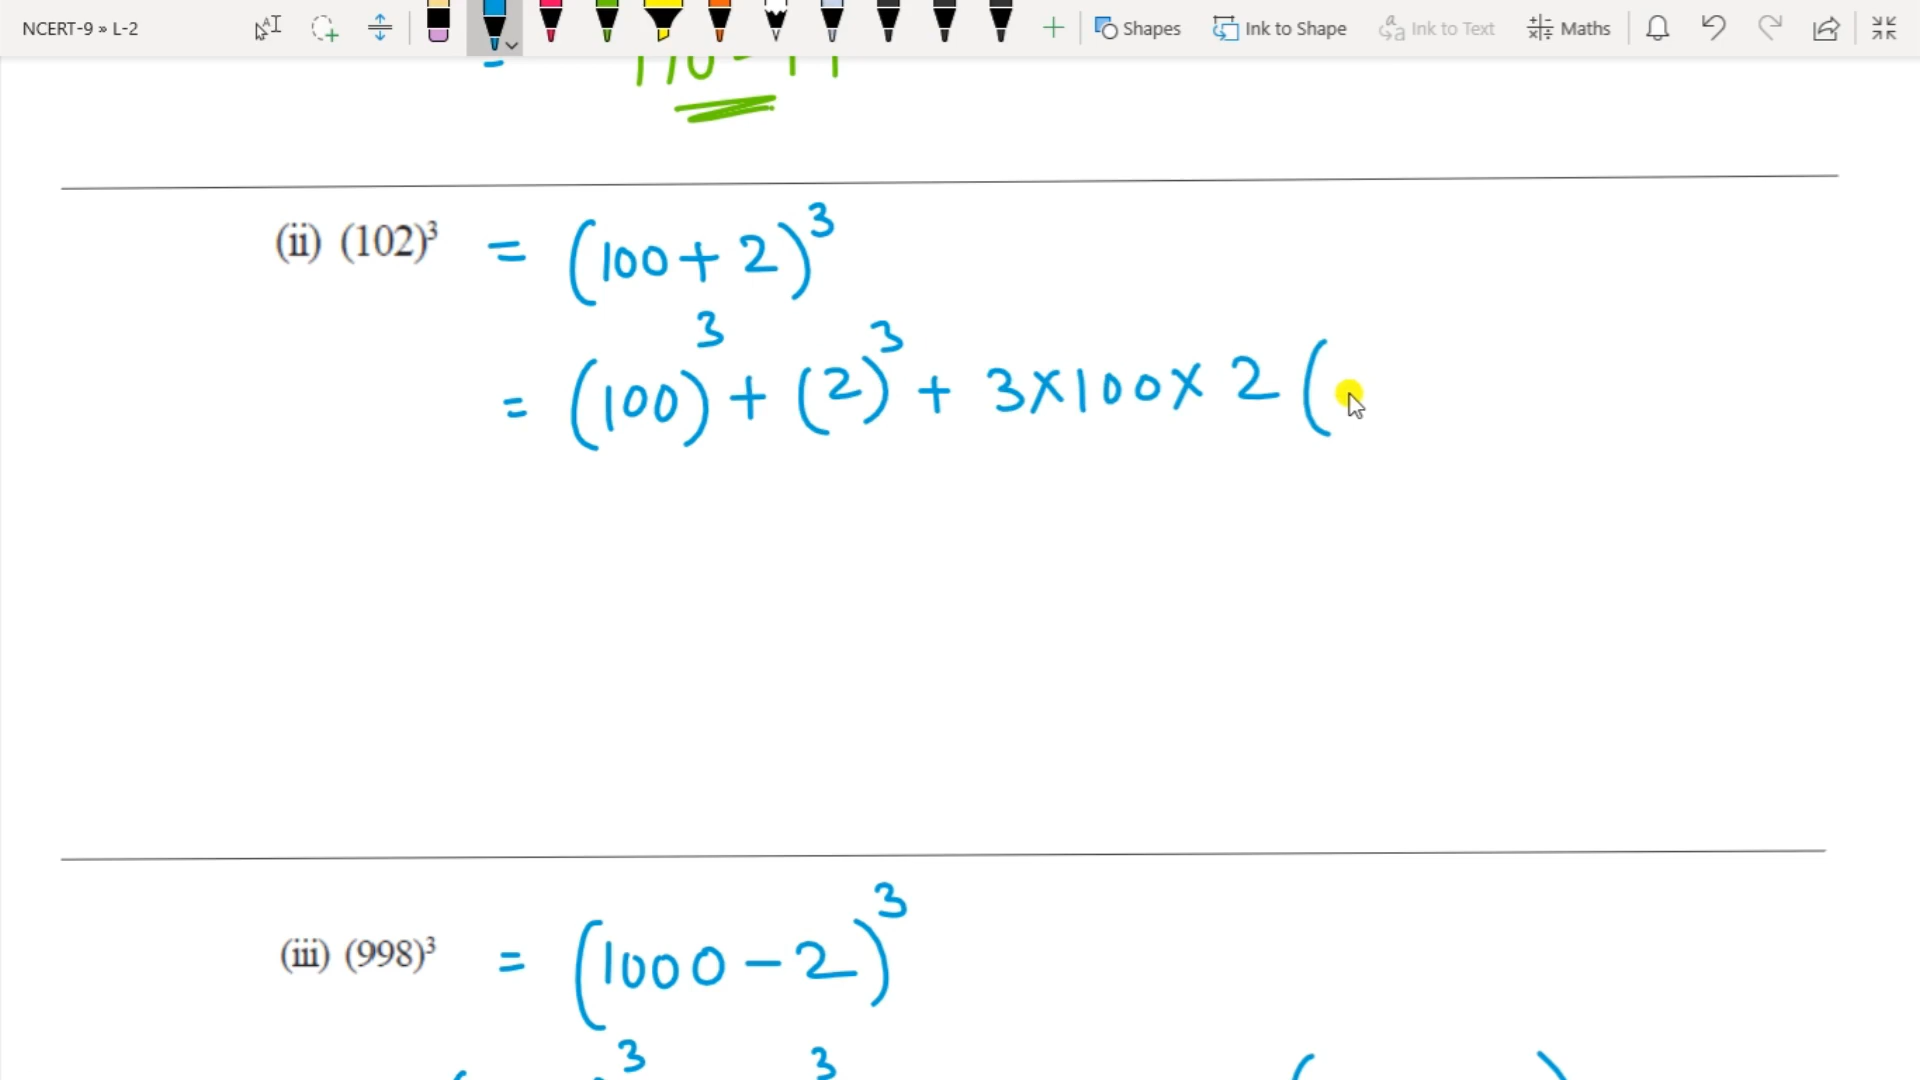 NCERT-9 » L-2 Shapes Ink to Shape Ink to Text Maths
(ii) (102)³ = (100 + 2)³
= (100)³ + (2)³ + 3 × 100 × 2 (
(iii) (998)³ = (1000 − 2)³